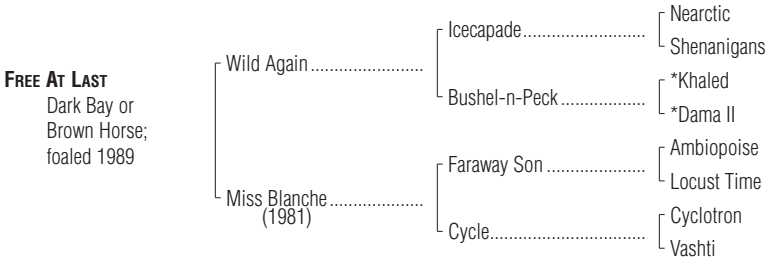 FREE AT LAST
Dark Bay or
Brown Horse;
foaled 1989
Wild Again
Miss Blanche
(1981)
Icecapade
Bushel-n-Peck
Faraway Son
Cycle
Nearctic
Shenanigans
*Khaled
*Dama II
Ambiopoise
Locust Time
Cyclotron
Vashti